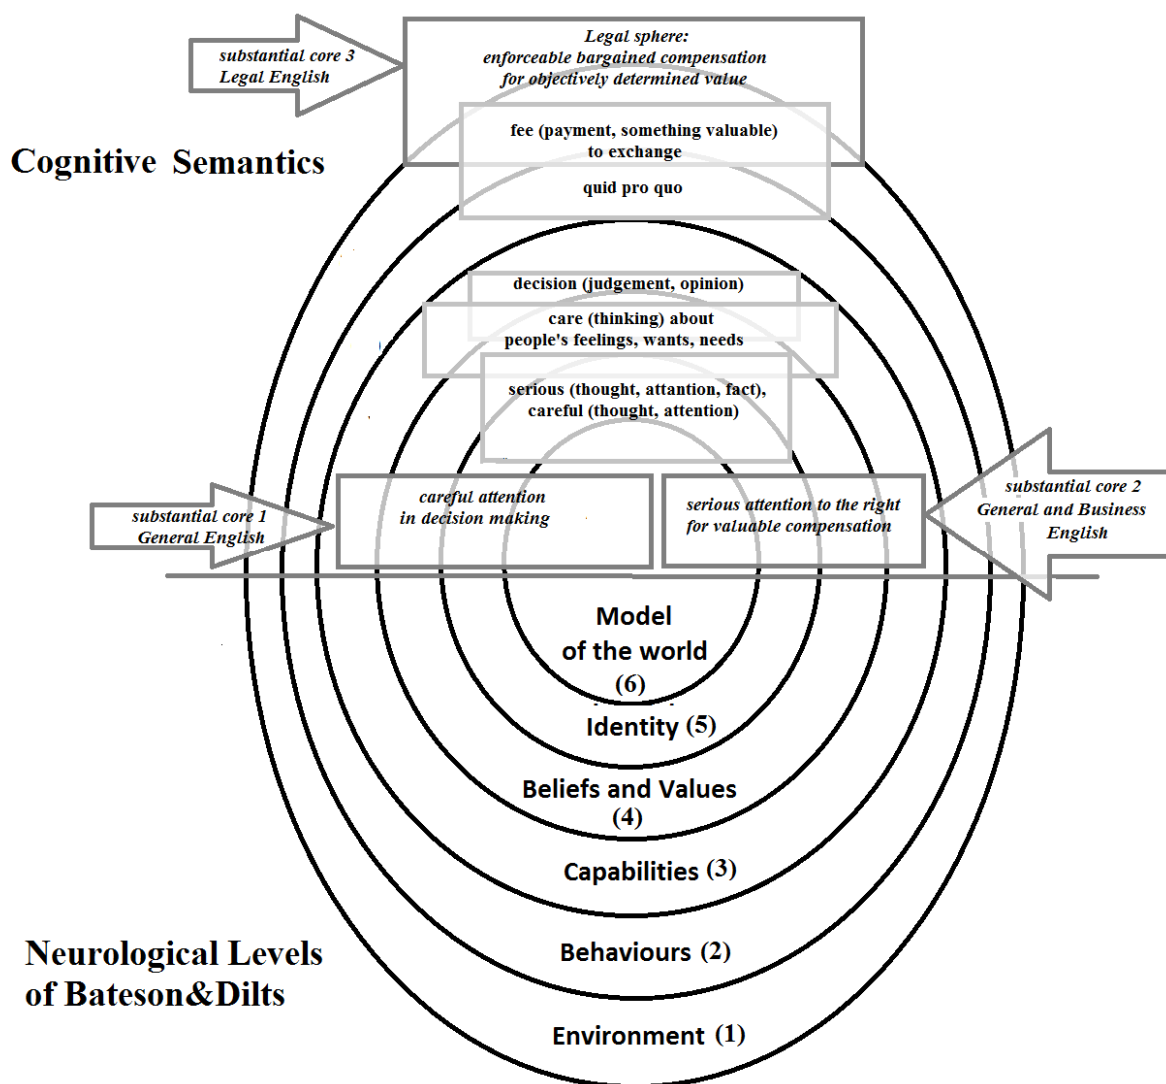 substantial core 3
Legal English
Legal sphere:
enforceable bargained compensation
for objectively determined value
fee (payment, something valuable)
to exchange
quid pro quo
Cognitive Semantics
decision (judgement, opinion)
care (thinking) about
people's feelings, wants, needs
serious (thought, attantion, fact),
careful (thought, attention)
substantial core 1
General English
careful attention
in decision making
serious attention to the right
for valuable compensation
substantial core 2
General and Business
English
Model
of the world
(6)
Identity (5)
Beliefs and Values
(4)
Capabilities (3)
Behaviours (2)
Environment (1)
Neurological Levels
of Bateson&Dilts